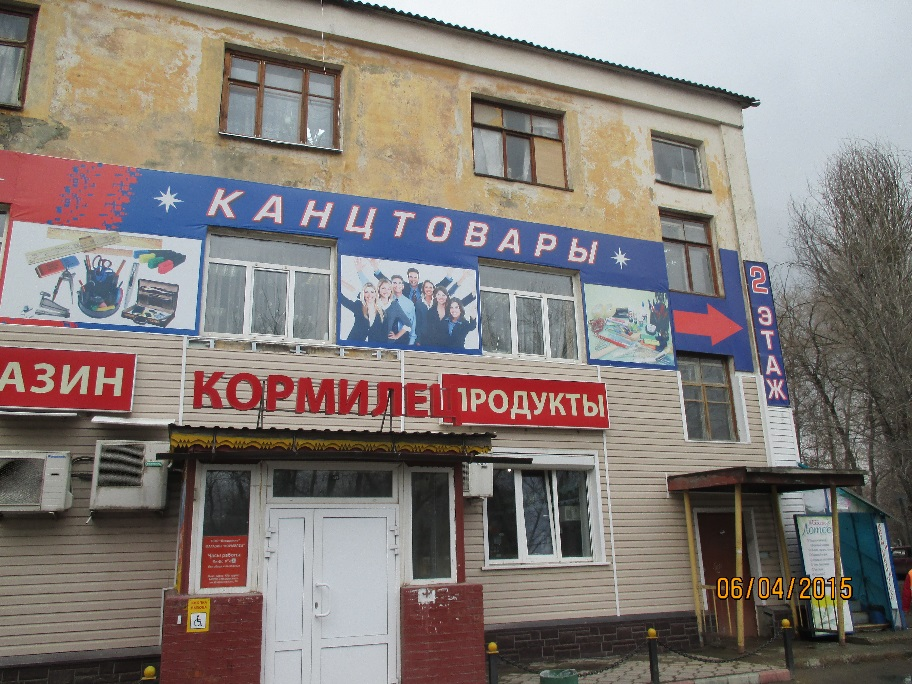 КАНЦТОВАРЫ
2 ЭТАЖ
АЗИН
КОРМИЛЕЦ
ПРОДУКТЫ
06/04/2015